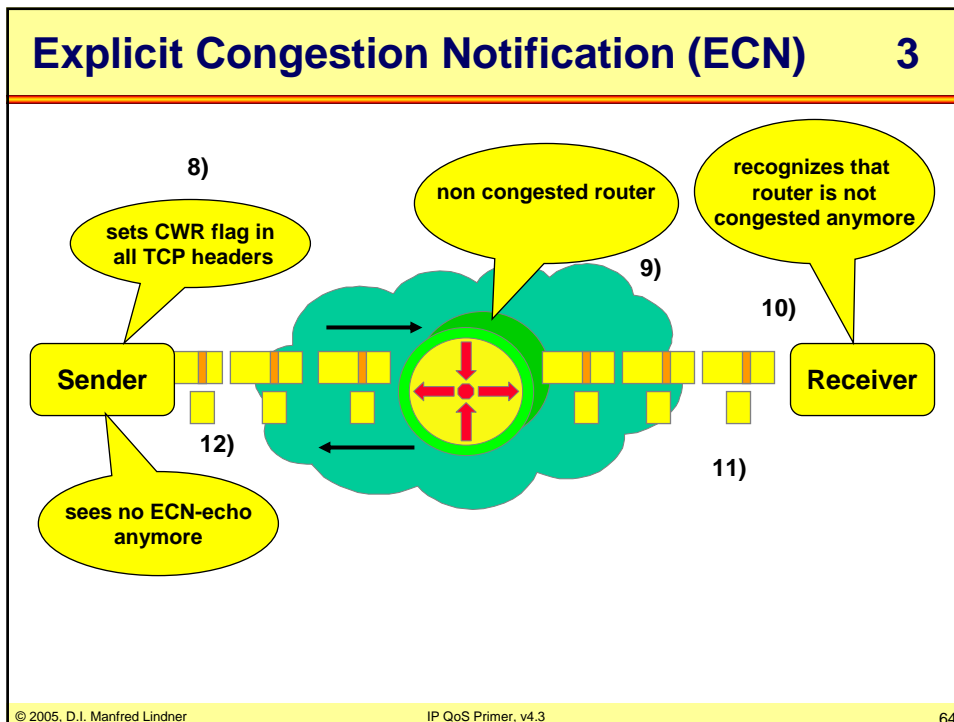 Explicit Congestion Notification (ECN) 3
8)
sets CWR flag in
all TCP headers
non congested router
recognizes that
router is not
congested anymore
9)
10)
Sender
Receiver
12)
11)
sees no ECN-echo
anymore
© 2005, D.I. Manfred Lindner
IP QoS Primer, v4.3
64